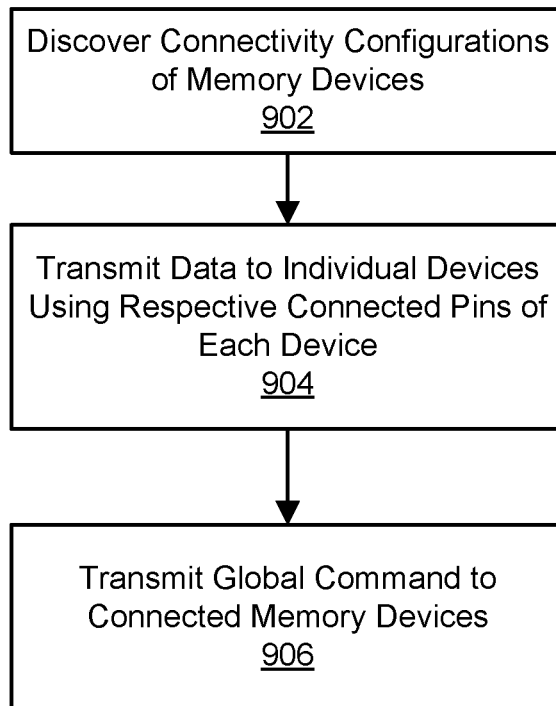 Discover Connectivity Configurations
of Memory Devices
902
Transmit Data to Individual Devices
Using Respective Connected Pins of
Each Device
904
Transmit Global Command to
Connected Memory Devices
906